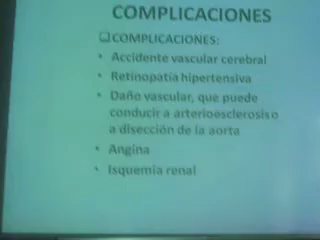 COMPLICACIONES
❑COMPLICACIONES:
• Accidente vascular cerebral
• Retinopatía hipertensiva
• Daño vascular, que puede
conducir a arterioesclerosis o
a disección de la aorta
• Angina
• Isquemia renal